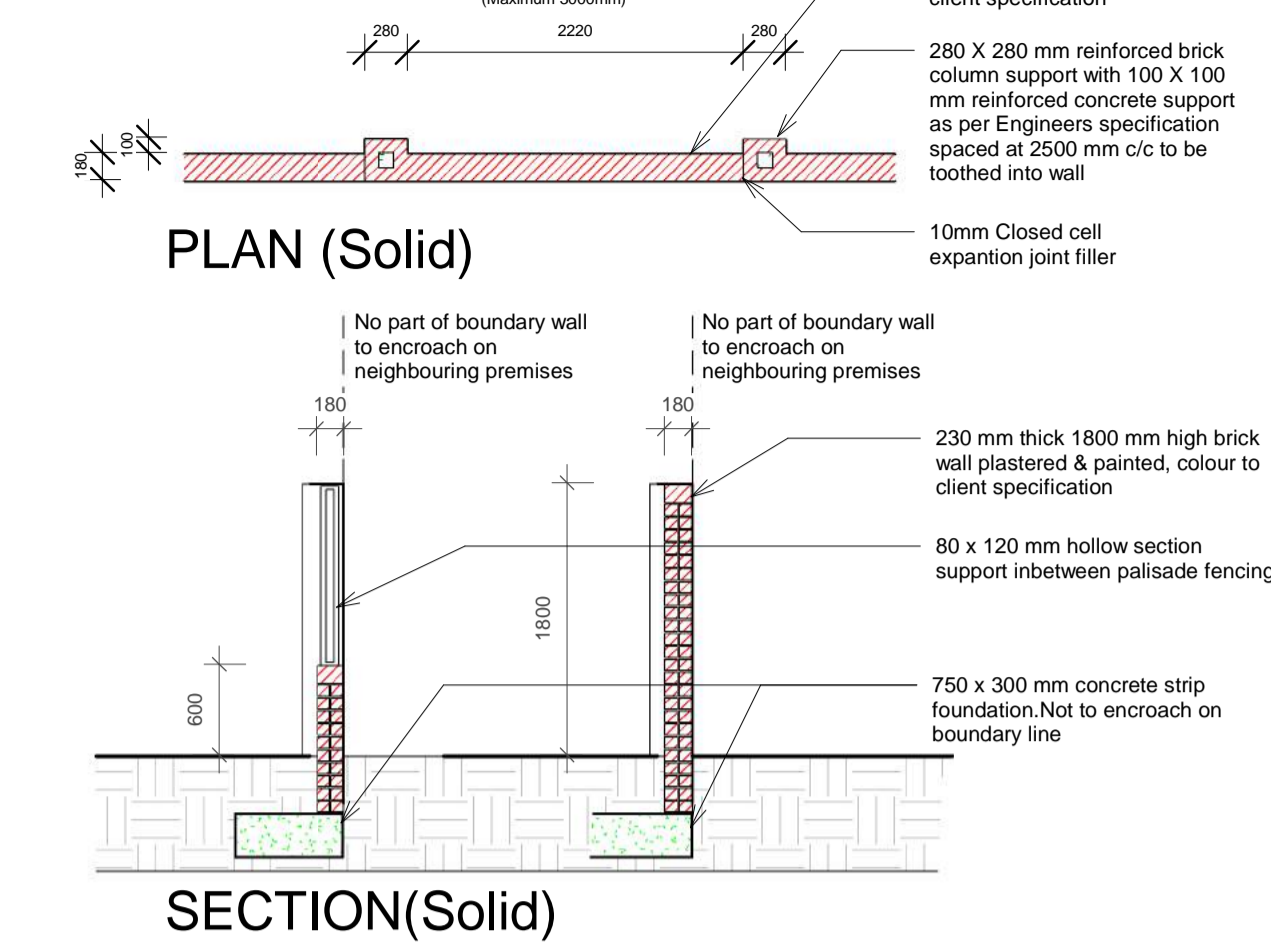 (Maximum 3000mm)
client specification
280
2220
280
280 X 280 mm reinforced brick
column support with 100 X 100
mm reinforced concrete support
as per Engineers specification
spaced at 2500 mm c/c to be
toothed into wall
180
100
10mm Closed cell
expantion joint filler
PLAN (Solid)
No part of boundary wall
to encroach on
neighbouring premises
No part of boundary wall
to encroach on
neighbouring premises
180
180
230 mm thick 1800 mm high brick
wall plastered & painted, colour to
client specification
80 x 120 mm hollow section
support inbetween palisade fencing
1800
600
750 x 300 mm concrete strip
foundation.Not to encroach on
boundary line
SECTION(Solid)